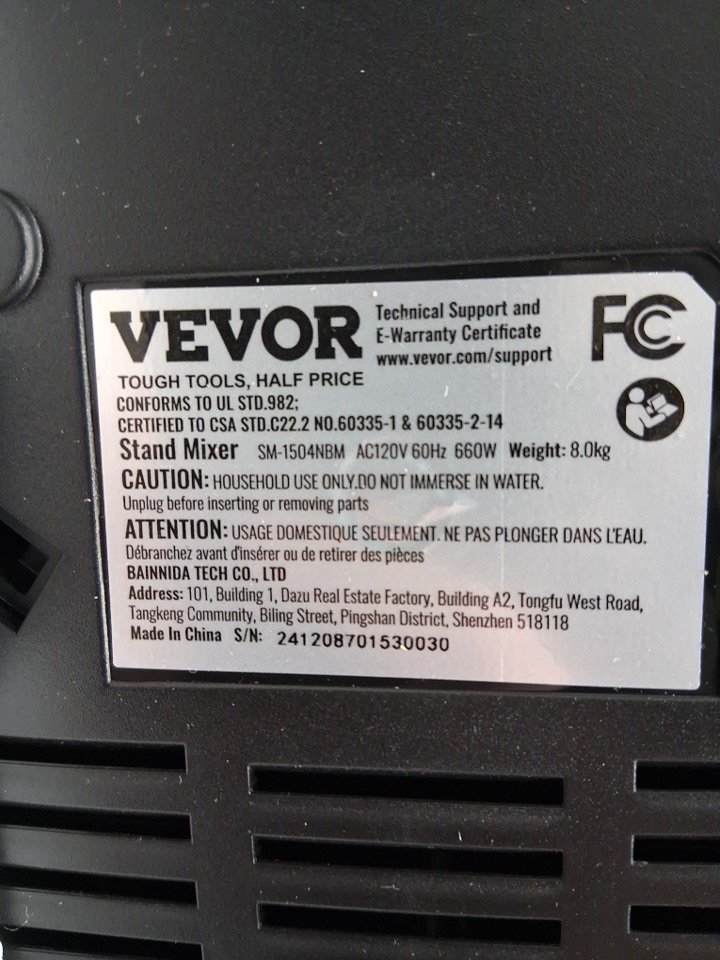 VEVOR
Technical Support and
E-Warranty Certificate
www.vevor.com/support
FC
TOUGH TOOLS, HALF PRICE
CONFORMS TO UL STD.982;
CERTIFIED TO CSA STD.C22.2 NO.60335-1 & 60335-2-14
Stand Mixer SM-1504NBM AC120V 60Hz 660W Weight: 8.0kg
CAUTION: HOUSEHOLD USE ONLY.DO NOT IMMERSE IN WATER.
Unplug before inserting or removing parts
ATTENTION: USAGE DOMESTIQUE SEULEMENT. NE PAS PLONGER DANS L'EAU.
Débranchez avant d'insérer ou de retirer des pièces
BAINNIDA TECH CO., LTD
Address: 101, Building 1, Dazu Real Estate Factory, Building A2, Tongfu West Road,
Tangkeng Community, Biling Street, Pingshan District, Shenzhen 518118
Made In China S/N: 241208701530030